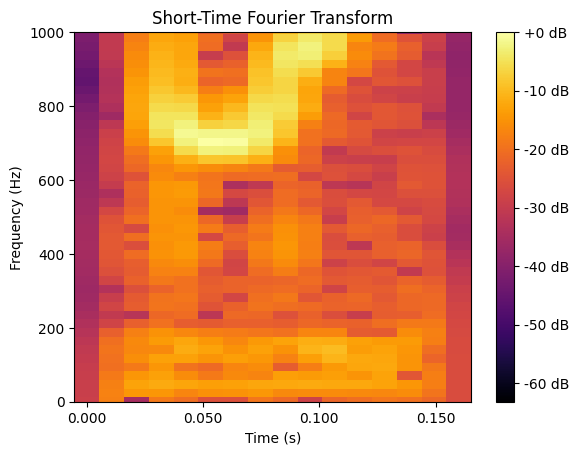 Short-Time Fourier Transform
1000
800
600
400
200
0
Frequency (Hz)
0.000
0.050
0.100
0.150
Time (s)
+0 dB
-10 dB
-20 dB
-30 dB
-40 dB
-50 dB
-60 dB